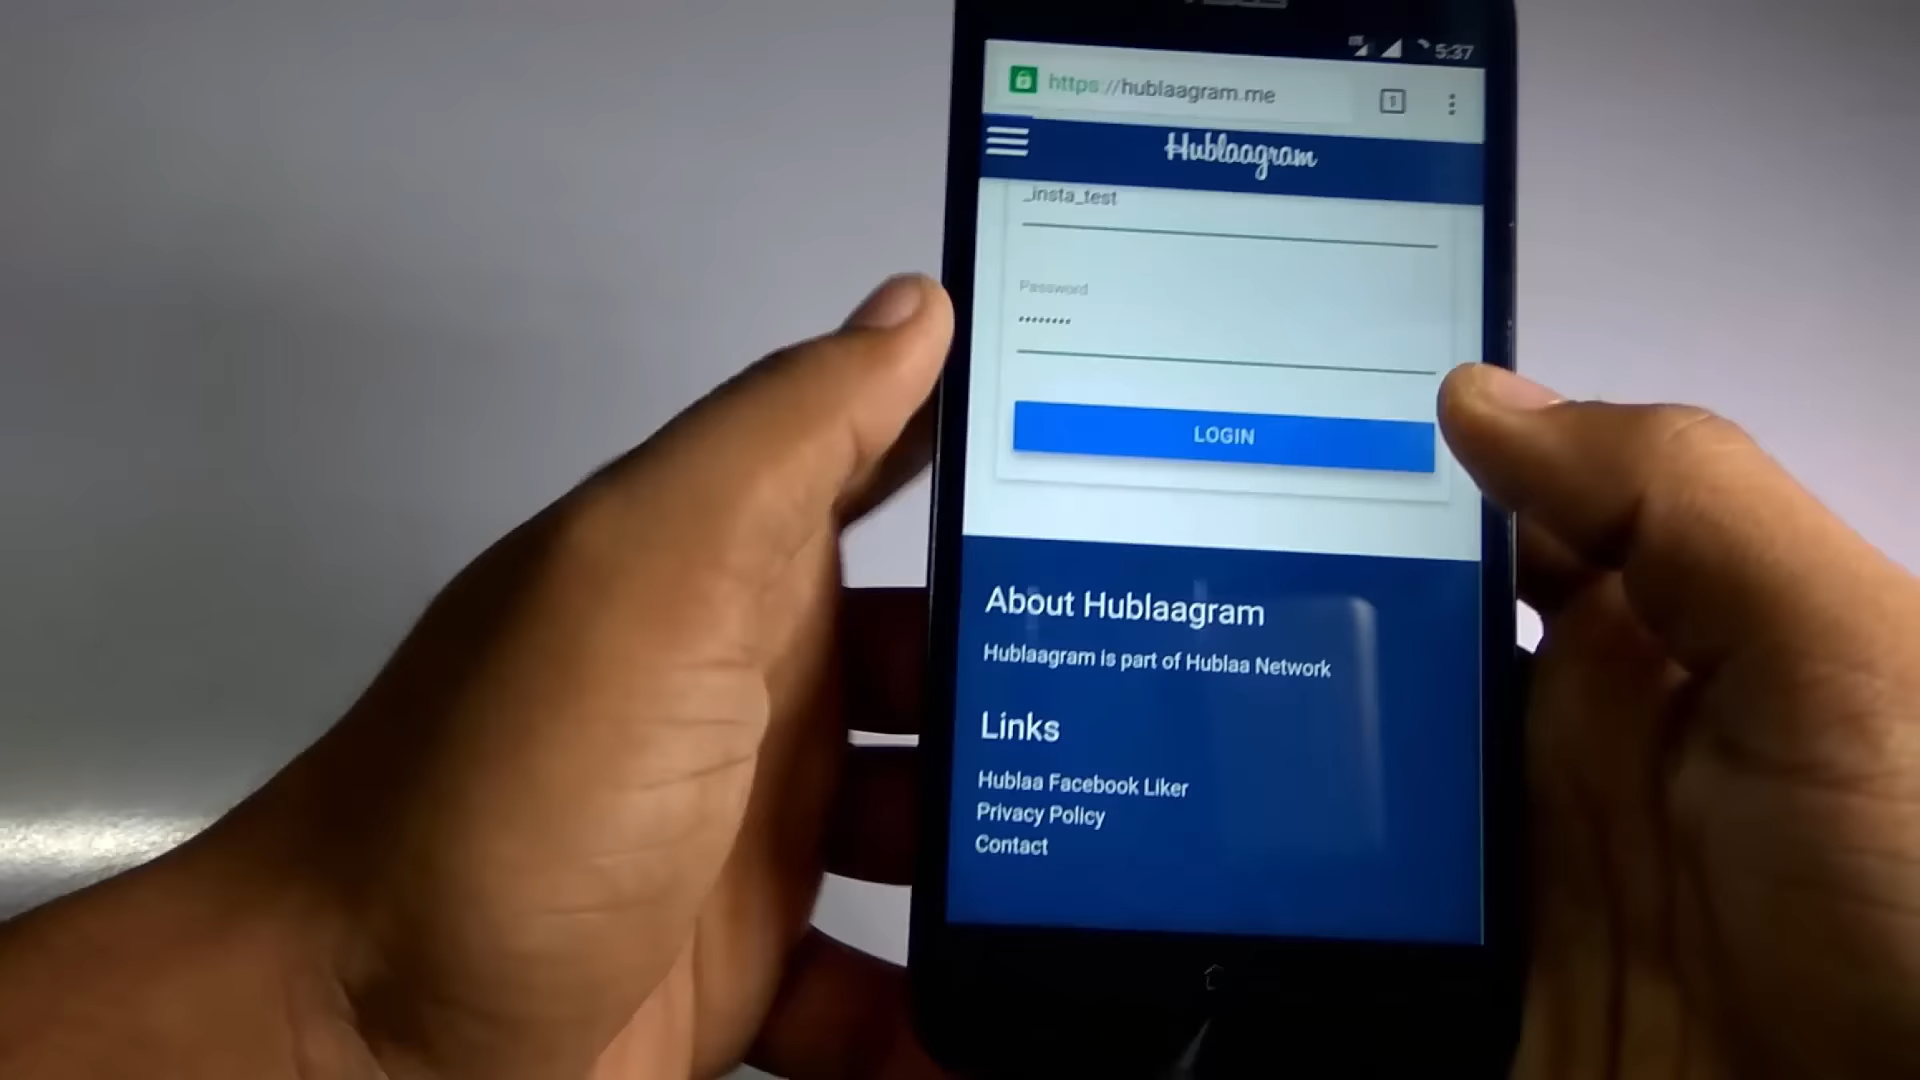 5:37
https://hublaagram.me
1
Hublaagram
_insta_test
Password
••••••••
LOGIN
About Hublaagram
Hublaagram is part of Hublaa Network
Links
Hublaa Facebook Liker
Privacy Policy
Contact